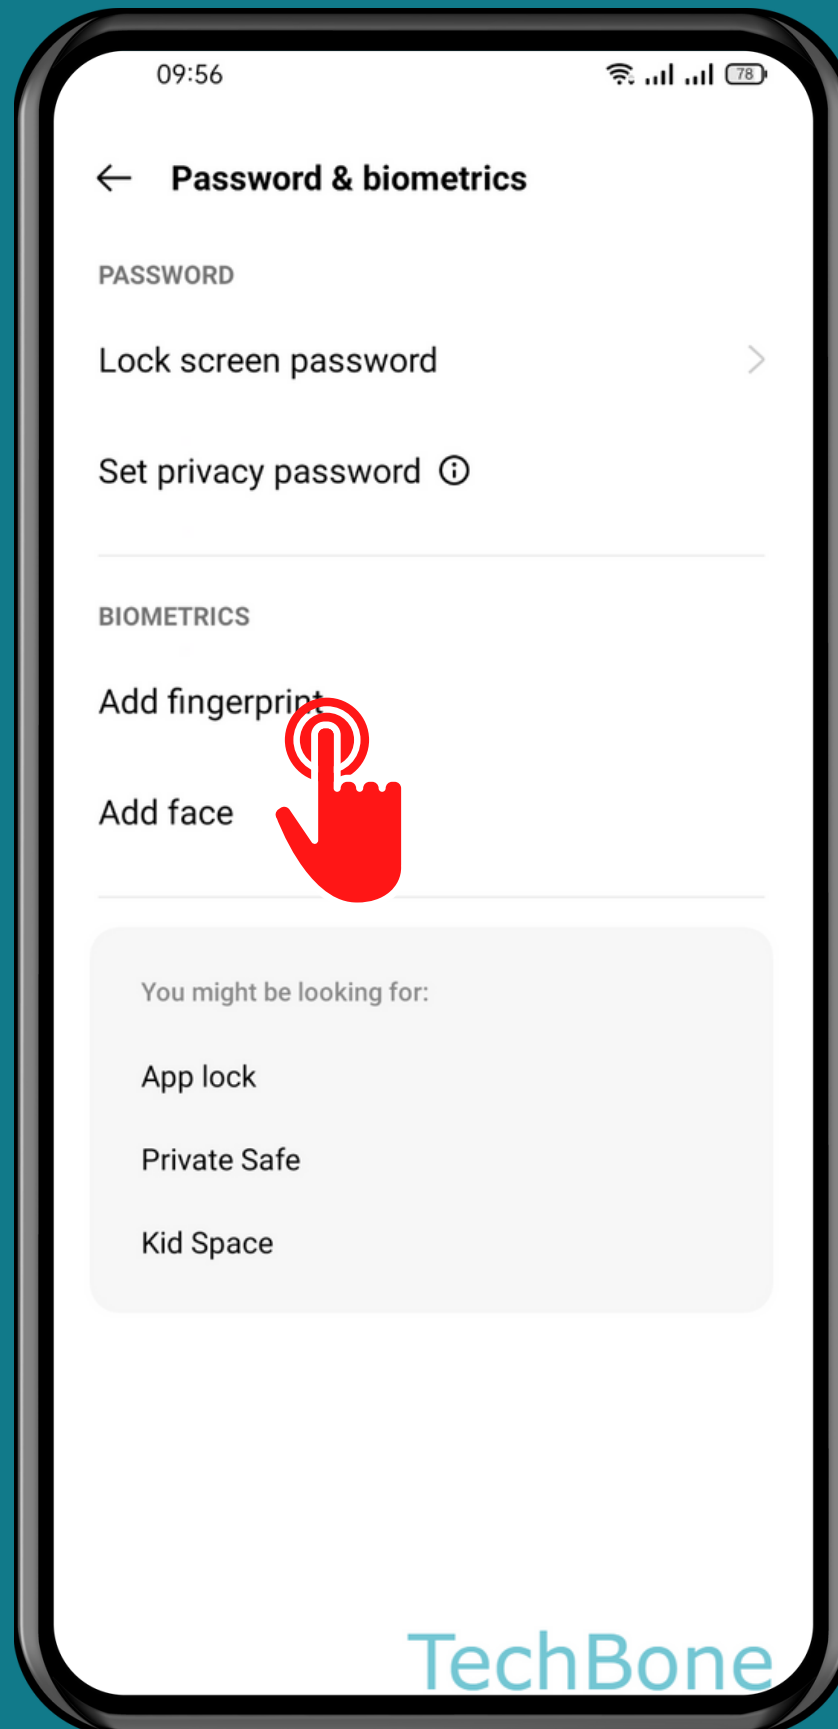 09:56
78
Password & biometrics
PASSWORD
Lock screen password
Set privacy password
BIOMETRICS
Add fingerprint
Add face
You might be looking for:
App lock
Private Safe
Kid Space
TechBone